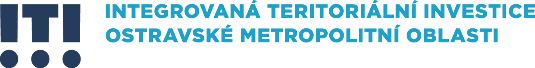 ITI INTEGROVANÁ TERITORIÁLNÍ INVESTICE
OSTRAVSKÉ METROPOLITNÍ OBLASTI